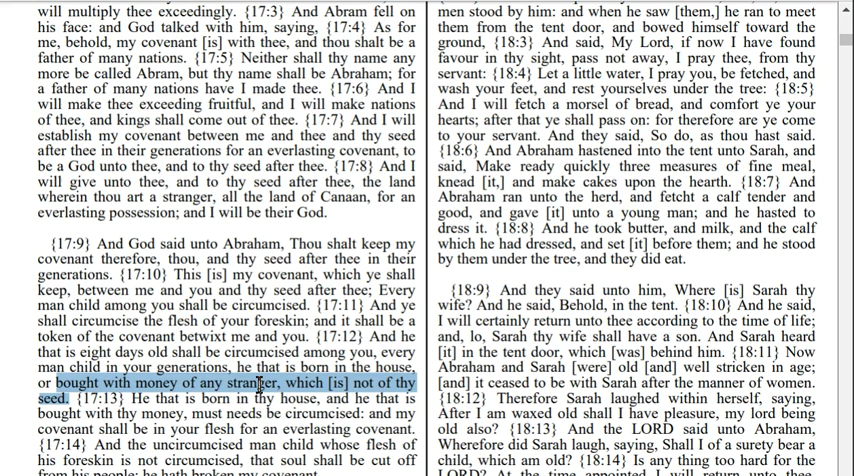 will multiply thee exceedingly. {17:3} And Abram fell on
his face: and God talked with him, saying, {17:4} As for
me, behold, my covenant [is] with thee, and thou shalt be a
father of many nations. {17:5} Neither shall thy name any
more be called Abram, but thy name shall be Abraham; for
a father of many nations have I made thee. {17:6} And I
will make thee exceeding fruitful, and I will make nations
of thee, and kings shall come out of thee. {17:7} And I will
establish my covenant between me and thee and thy seed
after thee in their generations for an everlasting covenant, to
be a God unto thee, and to thy seed after thee. {17:8} And I
will give unto thee, and to thy seed after thee, the land
wherein thou art a stranger, all the land of Canaan, for an
everlasting possession; and I will be their God.
{17:9} And God said unto Abraham, Thou shalt keep my
covenant therefore, thou, and thy seed after thee in their
generations. {17:10} This [is] my covenant, which ye shall
keep, between me and you and thy seed after thee; Every
man child among you shall be circumcised. {17:11} And ye
shall circumcise the flesh of your foreskin; and it shall be a
token of the covenant betwixt me and you. {17:12} And he
that is eight days old shall be circumcised among you, every
man child in your generations, he that is born in the house,
or bought with money of any stranger, which [is] not of thy
seed. {17:13} He that is born in thy house, and he that is
bought with thy money, must needs be circumcised: and my
covenant shall be in your flesh for an everlasting covenant.
{17:14} And the uncircumcised man child whose flesh of
his foreskin is not circumcised, that soul shall be cut off
from his people; he hath broken my covenant.
men stood by him: and when he saw [them,] he ran to meet
them from the tent door, and bowed himself toward the
ground, {18:3} And said, My Lord, if now I have found
favour in thy sight, pass not away, I pray thee, from thy
servant: {18:4} Let a little water, I pray you, be fetched, and
wash your feet, and rest yourselves under the tree: {18:5}
And I will fetch a morsel of bread, and comfort ye your
hearts; after that ye shall pass on: for therefore are ye come
to your servant. And they said, So do, as thou hast said.
{18:6} And Abraham hastened into the tent unto Sarah, and
said, Make ready quickly three measures of fine meal,
knead [it,] and make cakes upon the hearth. {18:7} And
Abraham ran unto the herd, and fetcht a calf tender and
good, and gave [it] unto a young man; and he hasted to
dress it. {18:8} And he took butter, and milk, and the calf
which he had dressed, and set [it] before them; and he stood
by them under the tree, and they did eat.
{18:9} And they said unto him, Where [is] Sarah thy
wife? And he said, Behold, in the tent. {18:10} And he said,
I will certainly return unto thee according to the time of life;
and, lo, Sarah thy wife shall have a son. And Sarah heard
[it] in the tent door, which [was] behind him. {18:11} Now
Abraham and Sarah [were] old [and] well stricken in age;
[and] it ceased to be with Sarah after the manner of women.
{18:12} Therefore Sarah laughed within herself, saying,
After I am waxed old shall I have pleasure, my lord being
old also? {18:13} And the LORD said unto Abraham,
Wherefore did Sarah laugh, saying, Shall I of a surety bear a
child, which am old? {18:14} Is any thing too hard for the
LORD? At the time appointed I will return unto thee,